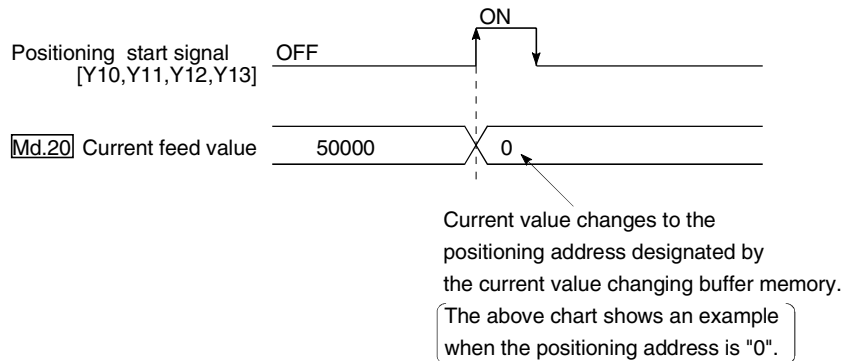 ON
Positioning start signal OFF
[Y10,Y11,Y12,Y13]
Md.20 Current feed value 50000 0
Current value changes to the
positioning address designated by
the current value changing buffer memory.
The above chart shows an example
when the positioning address is "0".